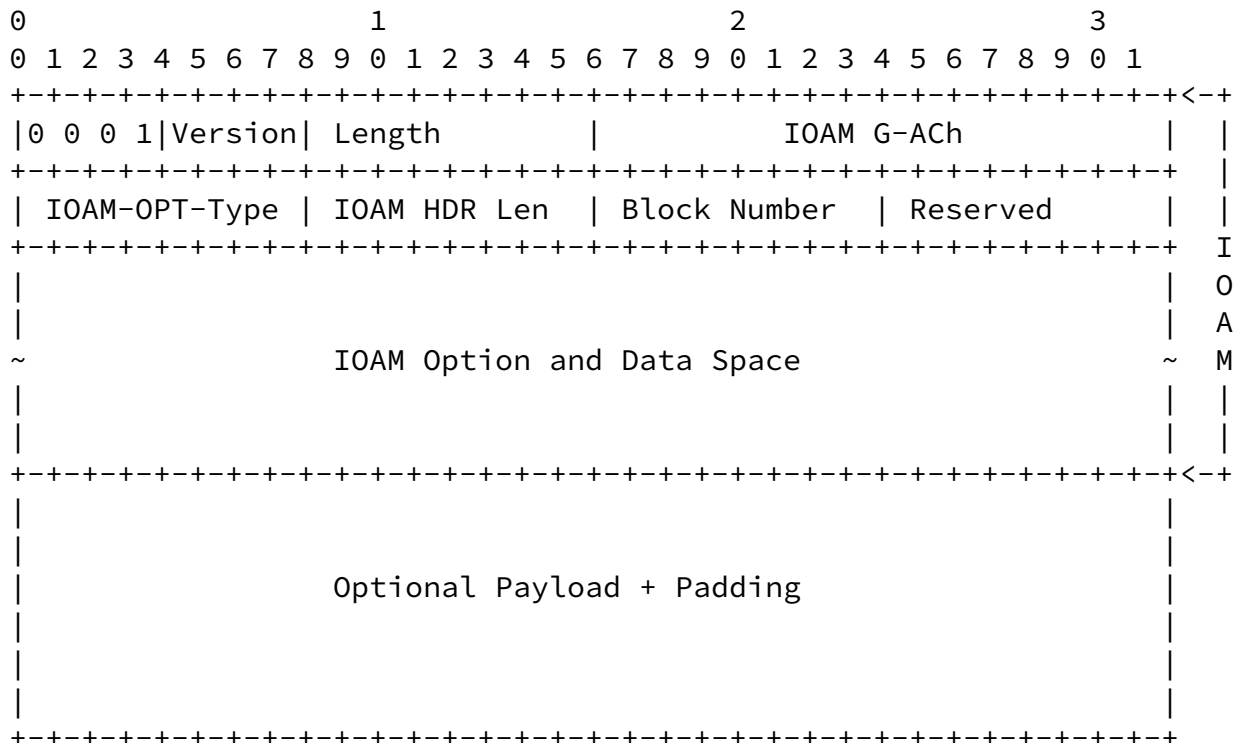 0                   1                   2                   3
0 1 2 3 4 5 6 7 8 9 0 1 2 3 4 5 6 7 8 9 0 1 2 3 4 5 6 7 8 9 0 1
+-+-+-+-+-+-+-+-+-+-+-+-+-+-+-+-+-+-+-+-+-+-+-+-+-+-+-+-+-+-+-+-+<-+
|0 0 0 1|Version| Length        |          IOAM G-ACh           |  |
+-+-+-+-+-+-+-+-+-+-+-+-+-+-+-+-+-+-+-+-+-+-+-+-+-+-+-+-+-+-+-+-+  |
| IOAM-OPT-Type | IOAM HDR Len  | Block Number  | Reserved      |  |
+-+-+-+-+-+-+-+-+-+-+-+-+-+-+-+-+-+-+-+-+-+-+-+-+-+-+-+-+-+-+-+-+  I
|                                                               |  O
|                                                               |  A
~                 IOAM Option and Data Space                    ~  M
|                                                               |  |
|                                                               |  |
+-+-+-+-+-+-+-+-+-+-+-+-+-+-+-+-+-+-+-+-+-+-+-+-+-+-+-+-+-+-+-+-+<-+
|                                                               |
|                                                               |
|                 Optional Payload + Padding                    |
|                                                               |
|                                                               |
|                                                               |
+-+-+-+-+-+-+-+-+-+-+-+-+-+-+-+-+-+-+-+-+-+-+-+-+-+-+-+-+-+-+-+-+